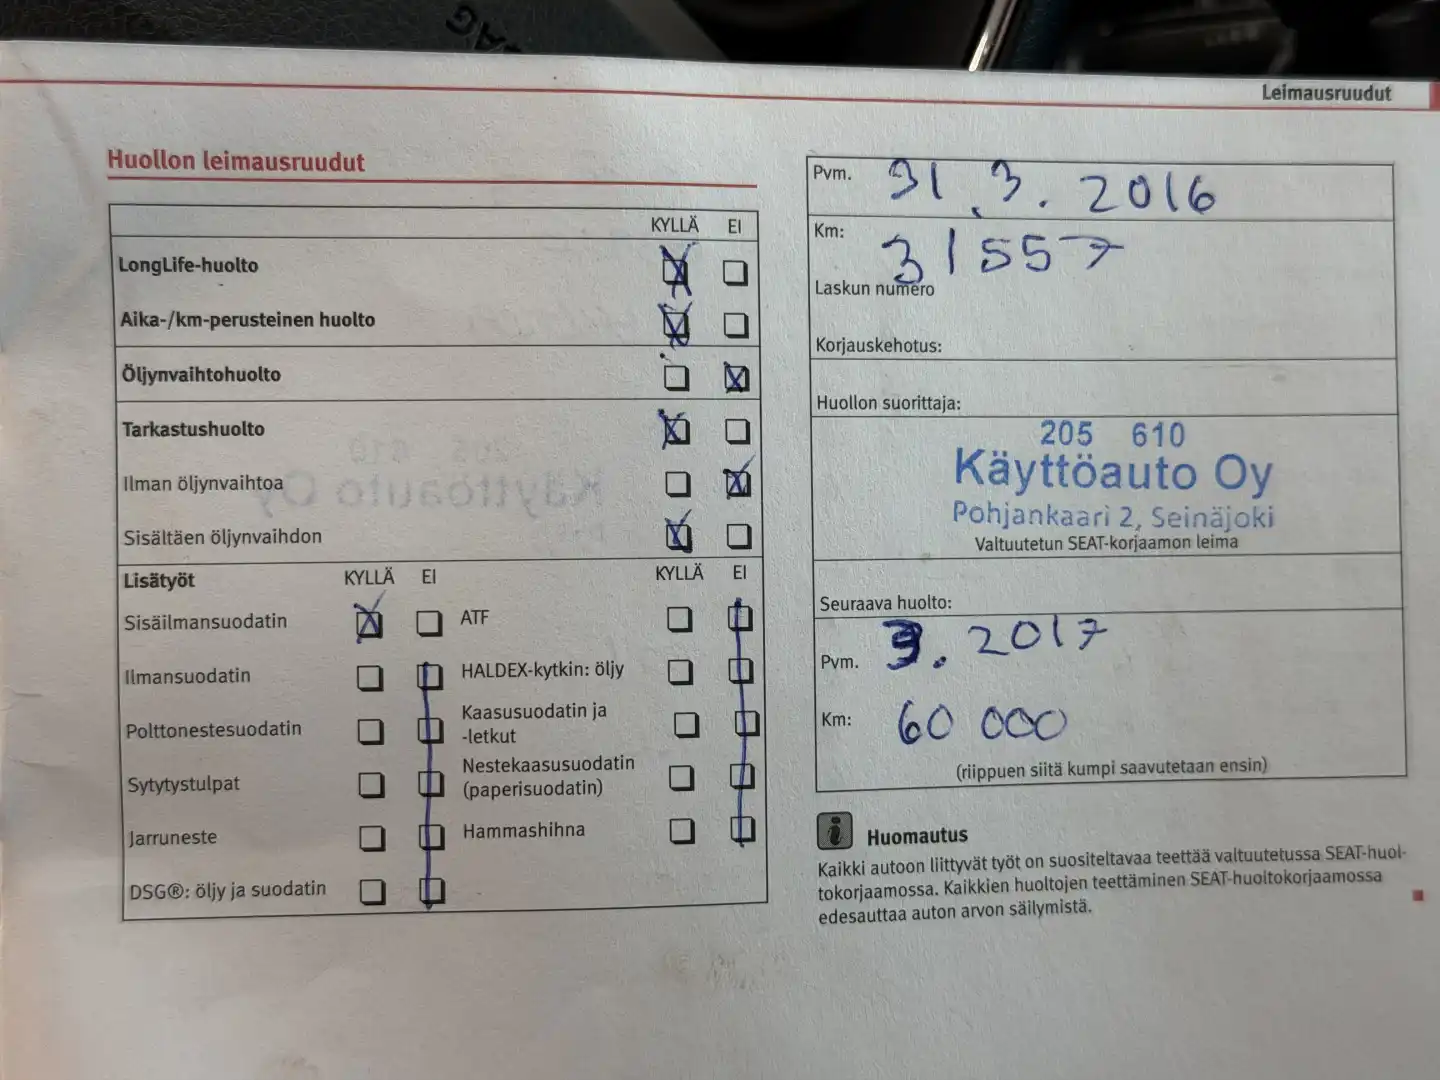 Leimausruudut
Huollon leimausruudut
KYLLÄ EI
LongLife-huolto
Aika-/km-perusteinen huolto
Öljynvaihtohuolto
Tarkastushuolto
Ilman öljynvaihtoa
Sisältäen öljynvaihdon
Lisätyöt KYLLÄ EI KYLLÄ EI
Sisäilmansuodatin ATF
Ilmansuodatin HALDEX-kytkin: öljy
Polttonestesuodatin Kaasusuodatin ja
-letkut
Sytytystulpat Nestekaasusuodatin
(paperisuodatin)
Jarruneste Hammashihna
DSG®: öljy ja suodatin
Pvm. 31.3.2016
Km: 31557
Laskun numero
Korjauskehotus:
Huollon suorittaja:
205 610
Käyttöauto Oy
Pohjankaari 2, Seinäjoki
Valtuutetun SEAT-korjaamon leima
Seuraava huolto:
Pvm. 3. 2017
Km: 60 000
(riippuen siitä kumpi saavutetaan ensin)
Huomautus
Kaikki autoon liittyvät työt on suositeltavaa teettää valtuutetussa SEAT-huol-
tokorjaamossa. Kaikkien huoltojen teettäminen SEAT-huoltokorjaamossa
edesauttaa auton arvon säilymistä.